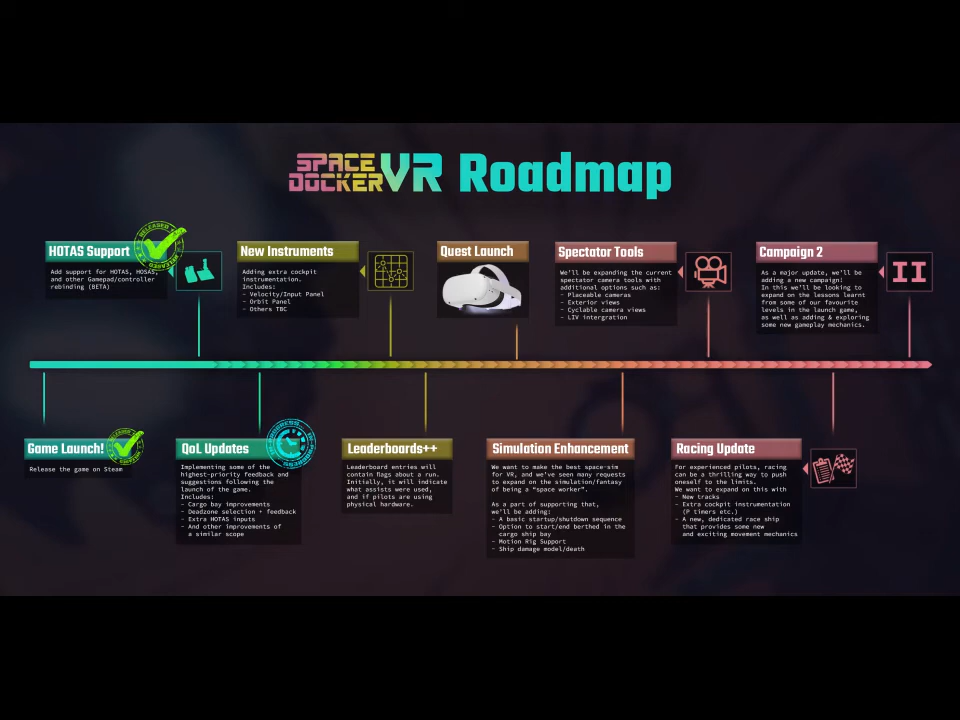 SPACE DOCKER VR Roadmap
HOTAS Support
RELEASED
Add support for HOTAS, HOSAS,
and other Gamepad/controller
rebinding (BETA)
New Instruments
Adding extra cockpit
instrumentation.
Includes:
- Velocity/Input Panel
- Orbit Panel
- Others TBC
Quest Launch
Spectator Tools
We'll be expanding the current
spectator camera tools with
additional options such as:
- Placeable cameras
- Exterior views
- Cyclable camera views
- LIV intergration
Campaign 2
As a major update, we'll be
adding a new campaign!
In this we'll be looking to
expand on the lessons learnt
from some of our favourite
levels in the launch game,
as well as adding & exploring
some new gameplay mechanics.
II
Game Launch!
Release the game on Steam
QoL Updates
Implementing some of the
highest-priority feedback and
suggestions following the
launch of the game.
Includes:
- Cargo bay improvements
- Deadzone selection + feedback
- Extra HOTAS inputs
- And other improvements of
a similar scope
Leaderboards++
Leaderboard entries will
contain flags about a run.
Initially, it will indicate
what assists were used,
and if pilots are using
physical hardware.
Simulation Enhancement
We want to make the best space-sim
for VR, and we've seen many requests
to expand on the simulation/fantasy
of being a "space worker".
As a part of supporting that,
we'll be adding:
- A basic startup/shutdown sequence
- Option to start/end berthed in the
cargo ship bay
- Motion Rig Support
- Ship damage model/death
Racing Update
For experienced pilots, racing
can be a thrilling way to push
oneself to the limits.
We want to expand on this with
- New tracks
- Extra cockpit instrumentation
(P timers etc.)
- A new, dedicated race ship
that provides some new
and exciting movement mechanics